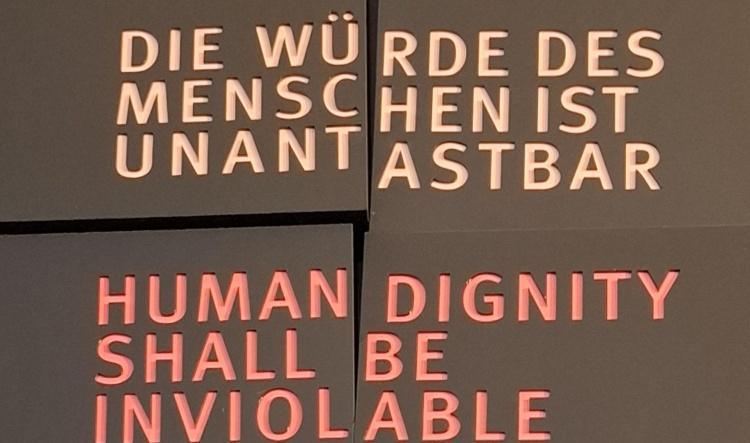 DIE WÜRDE DES
MENSCHEN IST
UNANTASTBAR
HUMAN DIGNITY
SHALL BE
INVIOLABLE